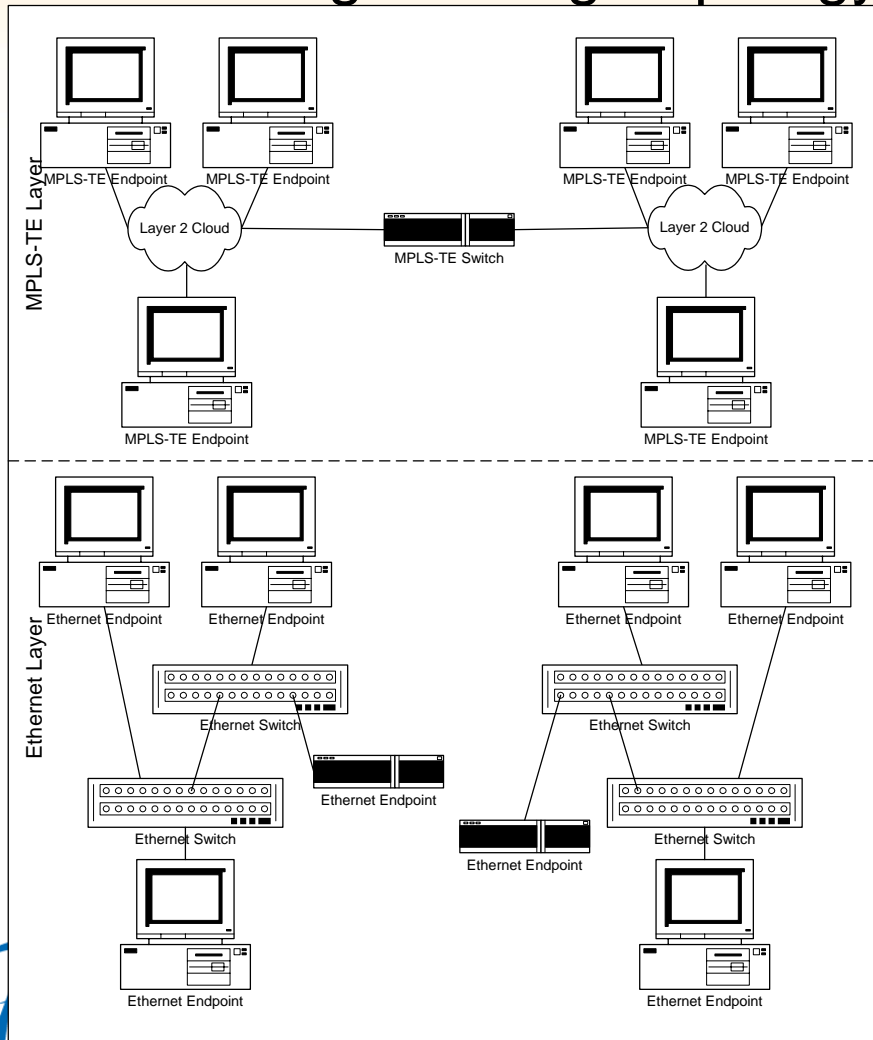 MPLS-TE Layer
MPLS-TE Endpoint
MPLS-TE Endpoint
MPLS-TE Endpoint
MPLS-TE Endpoint
Layer 2 Cloud
Layer 2 Cloud
MPLS-TE Switch
MPLS-TE Endpoint
MPLS-TE Endpoint
Ethernet Layer
Ethernet Endpoint
Ethernet Endpoint
Ethernet Endpoint
Ethernet Endpoint
Ethernet Switch
Ethernet Switch
Ethernet Endpoint
Ethernet Switch
Ethernet Switch
Ethernet Endpoint
Ethernet Endpoint
Ethernet Endpoint